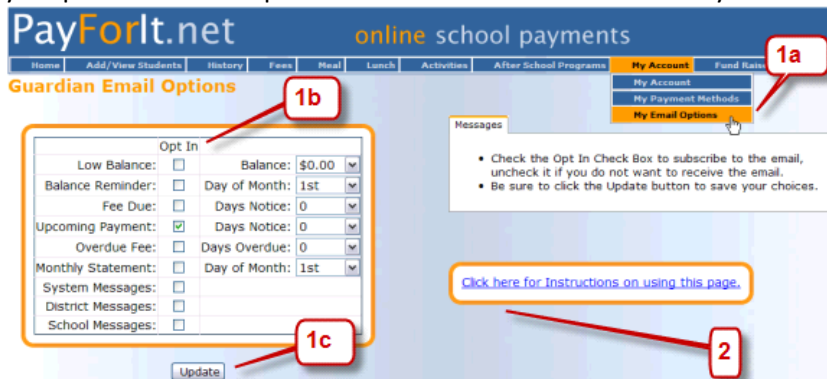 PayForIt.net online school payments
Home Add/View Students History Fees Meal Lunch Activities After School Programs My Account Fund Rais
1a
My Account
My Payment Methods
My Email Options
Guardian Email Options
1b
Messages
Opt In
Low Balance: Balance: $0.00
Balance Reminder: Day of Month: 1st
Fee Due: Days Notice: 0
Upcoming Payment: Days Notice: 0
Overdue Fee: Days Overdue: 0
Monthly Statement: Day of Month: 1st
System Messages:
District Messages:
School Messages:
• Check the Opt In Check Box to subscribe to the email,
uncheck it if you do not want to receive the email.
• Be sure to click the Update button to save your choices.
Click here for Instructions on using this page.
1c
2
Update